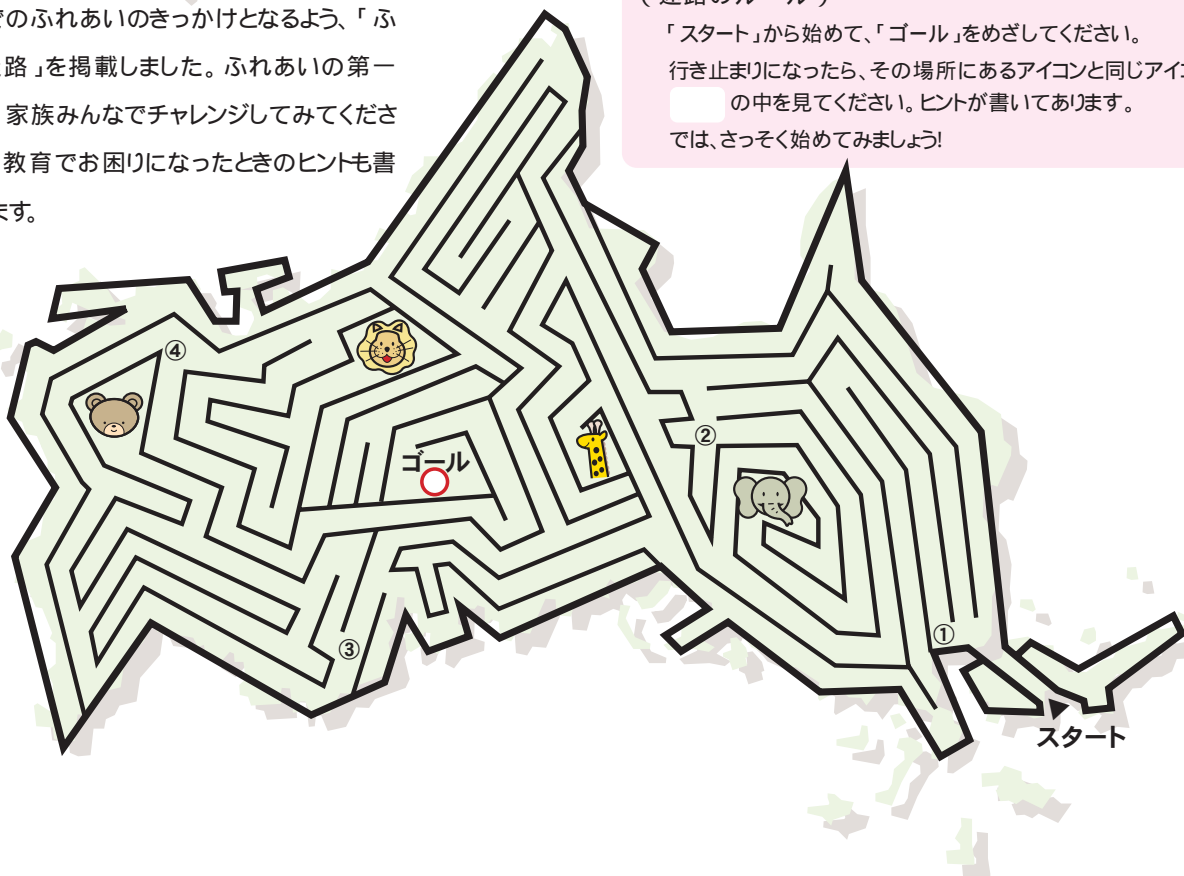 でのふれあいのきっかけとなるよう、「ふ
路」を掲載しました。ふれあいの第一
家族みんなでチャレンジしてみてくださ
教育でお困りになったときのヒントも書
ます。
「スタート」から始めて、「ゴール」をめざしてください。
行き止まりになったら、その場所にあるアイコンと同じアイコ
の中を見てください。ヒントが書いてあります。
では、さっそく始めてみましょう!
④
ゴール
②
③
①
スタート